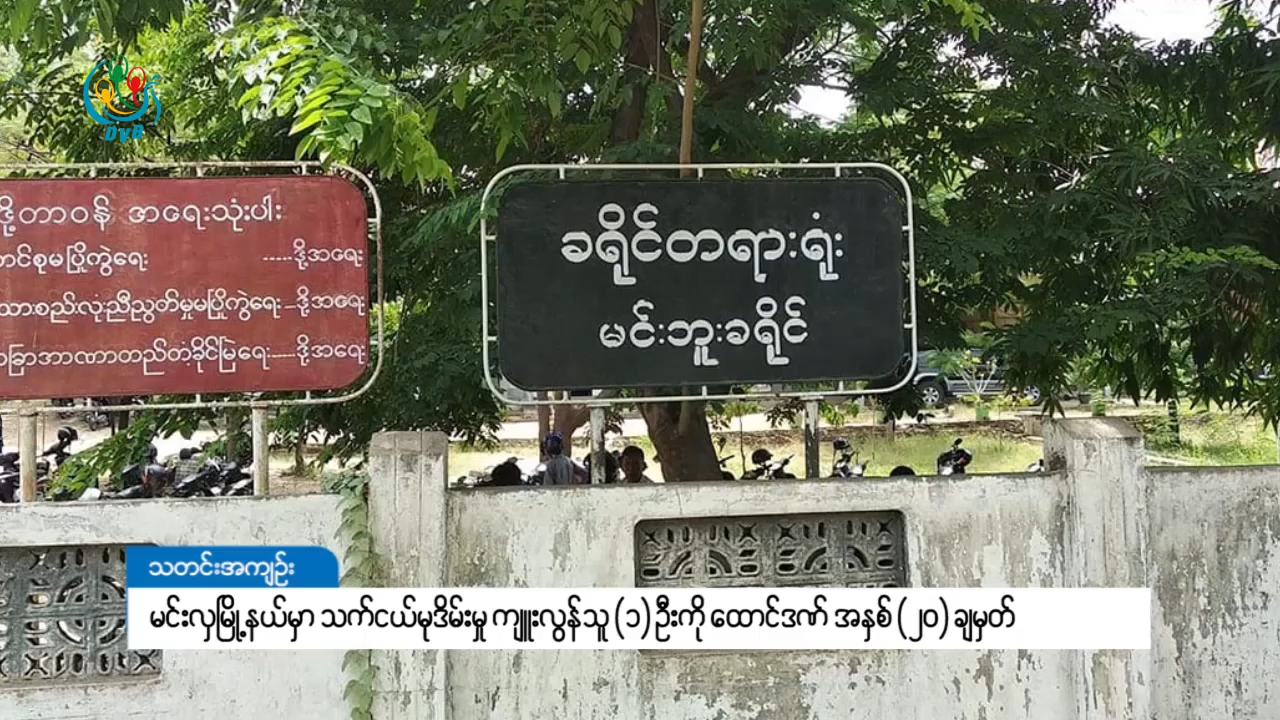 DVB
ဒို့တာဝန် အရေးသုံးပါး
စုမပြိုကွဲရေး ----- ဒို့အရေး
စည်းလုံးညီညွတ်မှုမပြိုကွဲရေး ---- ဒို့အရေး
အာဏာတည်တံ့ခိုင်မြဲရေး ----- ဒို့အရေး
ခရိုင်တရားရုံး
မင်းဘူးခရိုင်
သတင်းအကျဉ်း
မင်းလှမြို့နယ်မှာ သက်ငယ်မုဒိမ်းမှု ကျူးလွန်သူ (၁) ဦးကို ထောင်ဒဏ် အနှစ် (၂၀) ချမှတ်